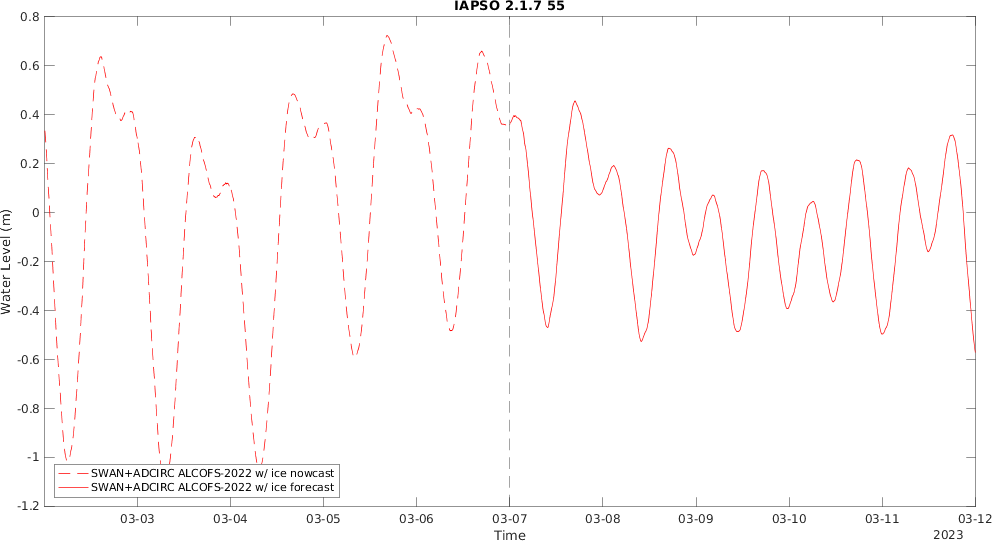 IAPSO 2.1.7 55
0.8
0.6
0.4
0.2
0
-0.2
-0.4
-0.6
-0.8
-1
-1.2
Water Level (m)
SWAN+ADCIRC ALCOFS-2022 w/ ice nowcast
SWAN+ADCIRC ALCOFS-2022 w/ ice forecast
03-03 03-04 03-05 03-06 03-07 03-08 03-09 03-10 03-11 03-12
Time
2023